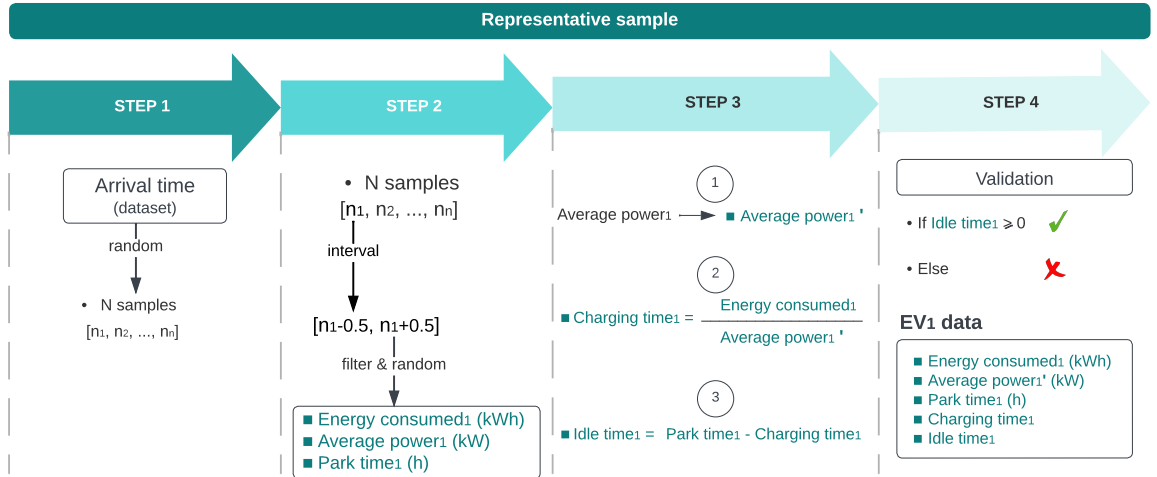 Representative sample
STEP 1
STEP 2
STEP 3
STEP 4
Arrival time
(dataset)
random
• N samples
[n1, n2, ..., nn]
• N samples
[n1, n2, ..., nn]
interval
[n1-0.5, n1+0.5]
filter & random
■ Energy consumed1 (kWh)
■ Average power1 (kW)
■ Park time1 (h)
1
Average power1 → ■ Average power1 '
2
■ Charging time1 =
Energy consumed1
Average power1 '
3
■ Idle time1 = Park time1 - Charging time1
Validation
• If Idle time1 ⩾ 0 ✓
• Else ✗
EV1 data
■ Energy consumed1 (kWh)
■ Average power1' (kW)
■ Park time1 (h)
■ Charging time1
■ Idle time1